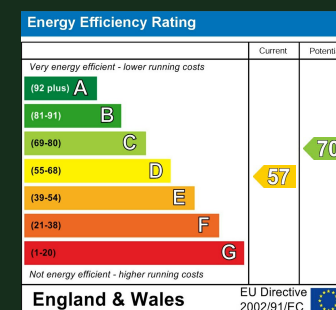 Energy Efficiency Rating
Current
Very energy efficient - lower running costs
(92 plus) A
(81-91) B
(69-80) C
70
(55-68) D
57
(39-54) E
(21-38) F
(1-20) G
Not energy efficient - higher running costs
England & Wales
EU Directive
2002/91/EC